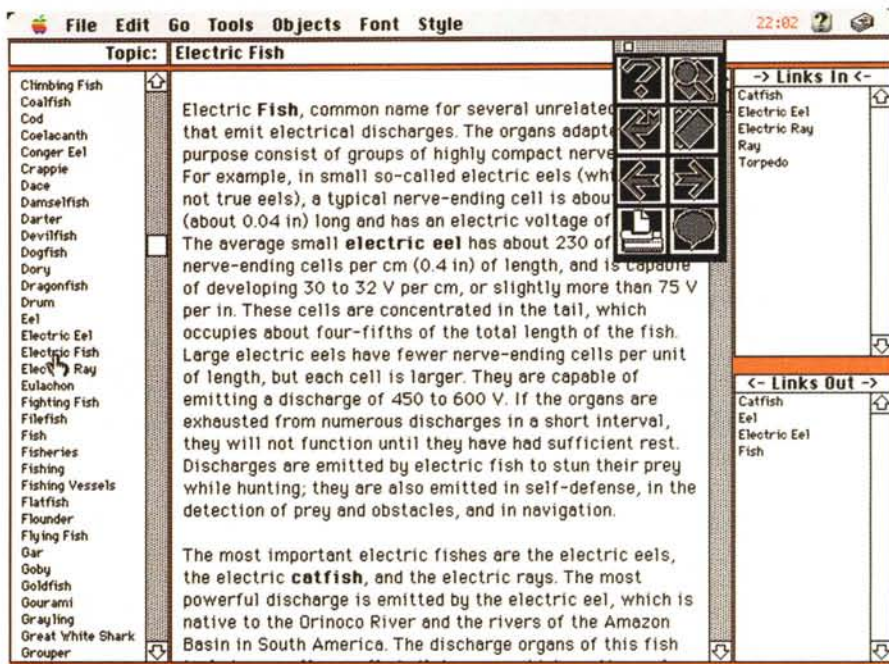 File Edit Go Tools Objects Font Style 22:02
Topic: Electric Fish
Climbing Fish
Coalfish
Cod
Coelacanth
Conger Eel
Crappie
Dace
Damselfish
Darter
Devilfish
Dogfish
Dory
Dragonfish
Drum
Eel
Electric Eel
Electric Fish
Elec Ray
Eulachon
Fighting Fish
Filefish
Fish
Fisheries
Fishing
Fishing Vessels
Flatfish
Flounder
Flying Fish
Gar
Goby
Goldfish
Gourami
Grayling
Great White Shark
Grouper
Electric Fish, common name for several unrelated
that emit electrical discharges. The organs adapte
purpose consist of groups of highly compact nerve
For example, in small so-called electric eels (whi
not true eels), a typical nerve-ending cell is abou
(about 0.04 in) long and has an electric voltage of
The average small electric eel has about 230 of
nerve-ending cells per cm (0.4 in) of length, and is capable
of developing 30 to 32 V per cm, or slightly more than 75 V
per in. These cells are concentrated in the tail, which
occupies about four-fifths of the total length of the fish.
Large electric eels have fewer nerve-ending cells per unit
of length, but each cell is larger. They are capable of
emitting a discharge of 450 to 600 V. If the organs are
exhausted from numerous discharges in a short interval,
they will not function until they have had sufficient rest.
Discharges are emitted by electric fish to stun their prey
while hunting; they are also emitted in self-defense, in the
detection of prey and obstacles, and in navigation.
The most important electric fishes are the electric eels,
the electric catfish, and the electric rays. The most
powerful discharge is emitted by the electric eel, which is
native to the Orinoco River and the rivers of the Amazon
Basin in South America. The discharge organs of this fish
-> Links In <-
Catfish
Electric Eel
Electric Ray
Ray
Torpedo
<- Links Out ->
Catfish
Eel
Electric Eel
Fish